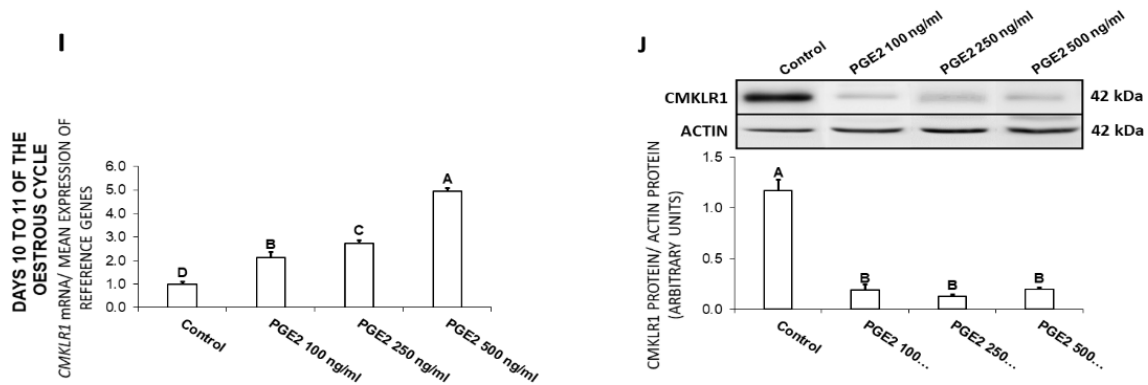 I
DAYS 10 TO 11 OF THE
OESTROUS CYCLE
CMKLR1 mRNA/ MEAN EXPRESSION OF
REFERENCE GENES
6.0
5.0
4.0
3.0
2.0
1.0
0.0
D
B
C
A
Control
PGE2 100 ng/ml
PGE2 250 ng/ml
PGE2 500 ng/ml
J
Control
PGE2 100 ng/ml
PGE2 250 ng/ml
PGE2 500 ng/ml
CMKLR1
42 kDa
ACTIN
42 kDa
CMKLR1 PROTEIN/ ACTIN PROTEIN
(ARBITRARY UNITS)
1.5
1.0
0.5
0.0
A
B
B
B
Control
PGE2 100...
PGE2 250...
PGE2 500...